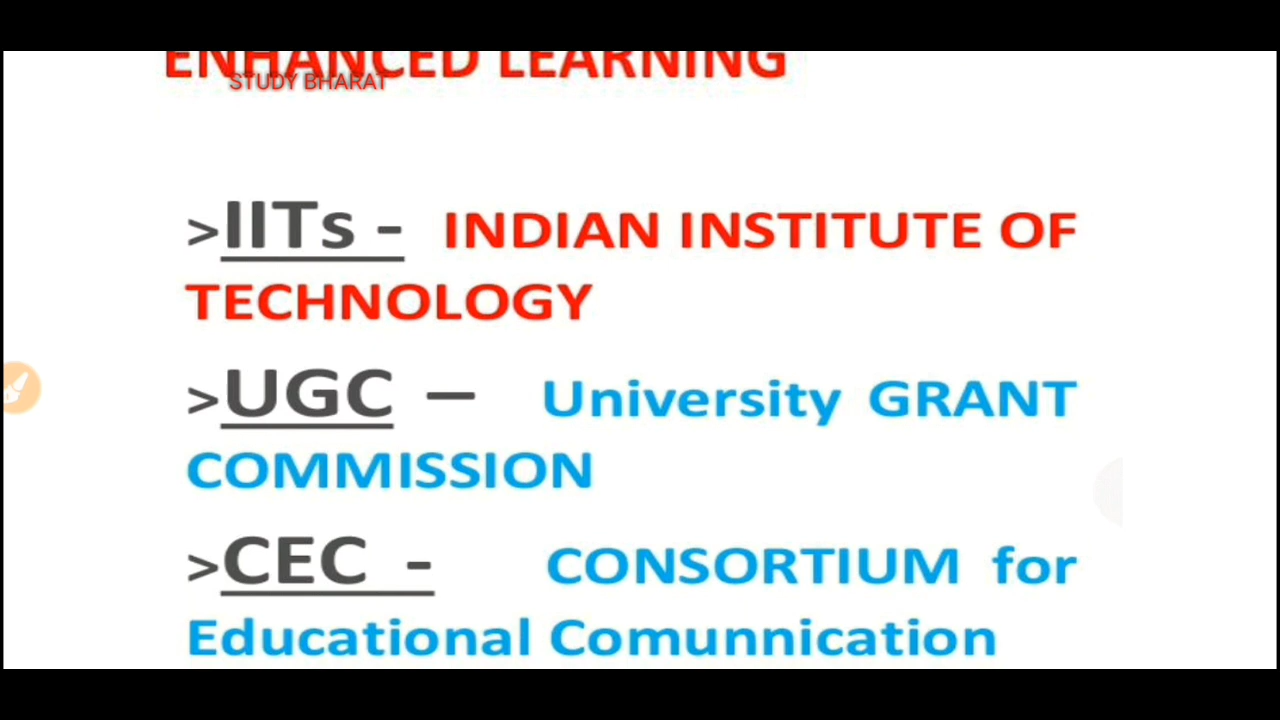 ENHANCED LEARNING
STUDY BHARAT
>IITs - INDIAN INSTITUTE OF
TECHNOLOGY
>UGC – University GRANT
COMMISSION
>CEC - CONSORTIUM for
Educational Comunnication